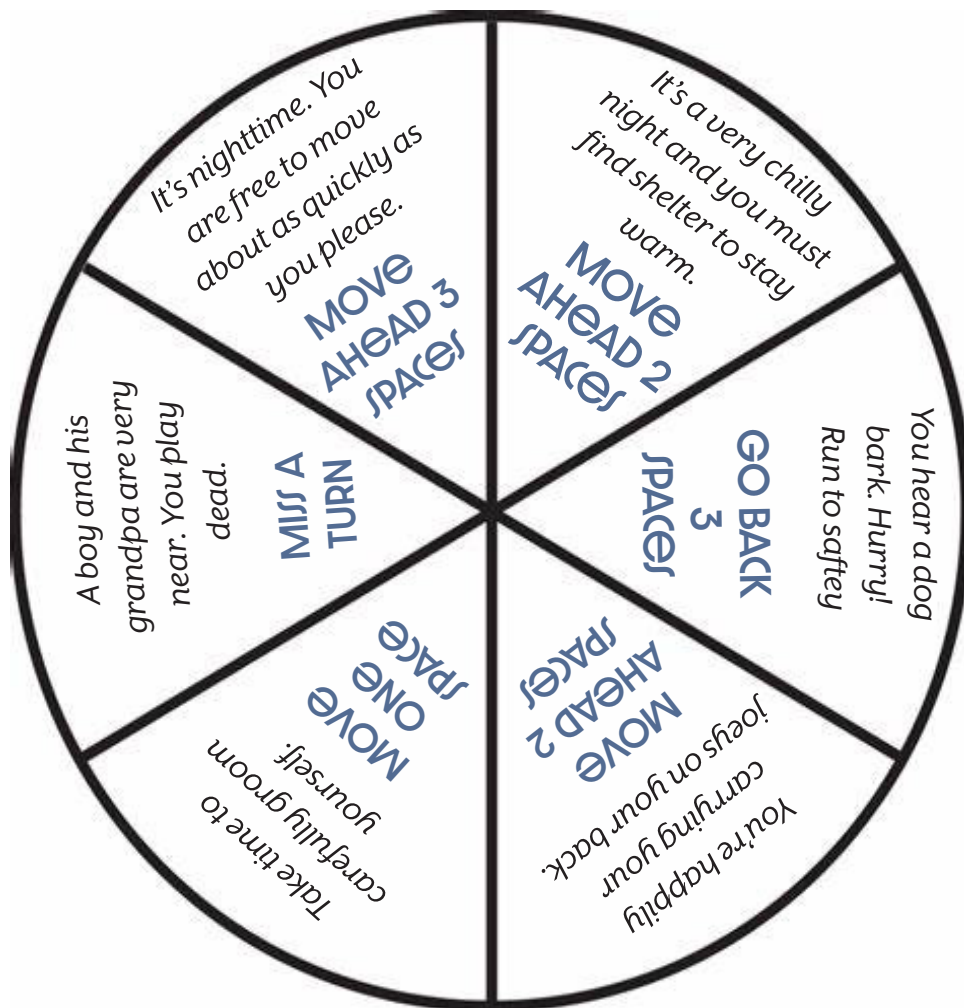 It's nighttime. You
are free to move
about as quickly as
you please.
MOVE
AHEAD 3
SPACES
It's a very chilly
night and you must
find shelter to stay
warm.
MOVE
AHEAD 2
SPACES
You hear a dog
bark. Hurry!
Run to saftey
GO BACK
3
SPACES
You're happily
carrying your
joeys on your back.
MOVE
AHEAD 2
SPACES
Take time to
carefully groom
yourself.
MOVE
ONE
SPACE
A boy and his
grandpa are very
near. You play
dead.
MISS A
TURN